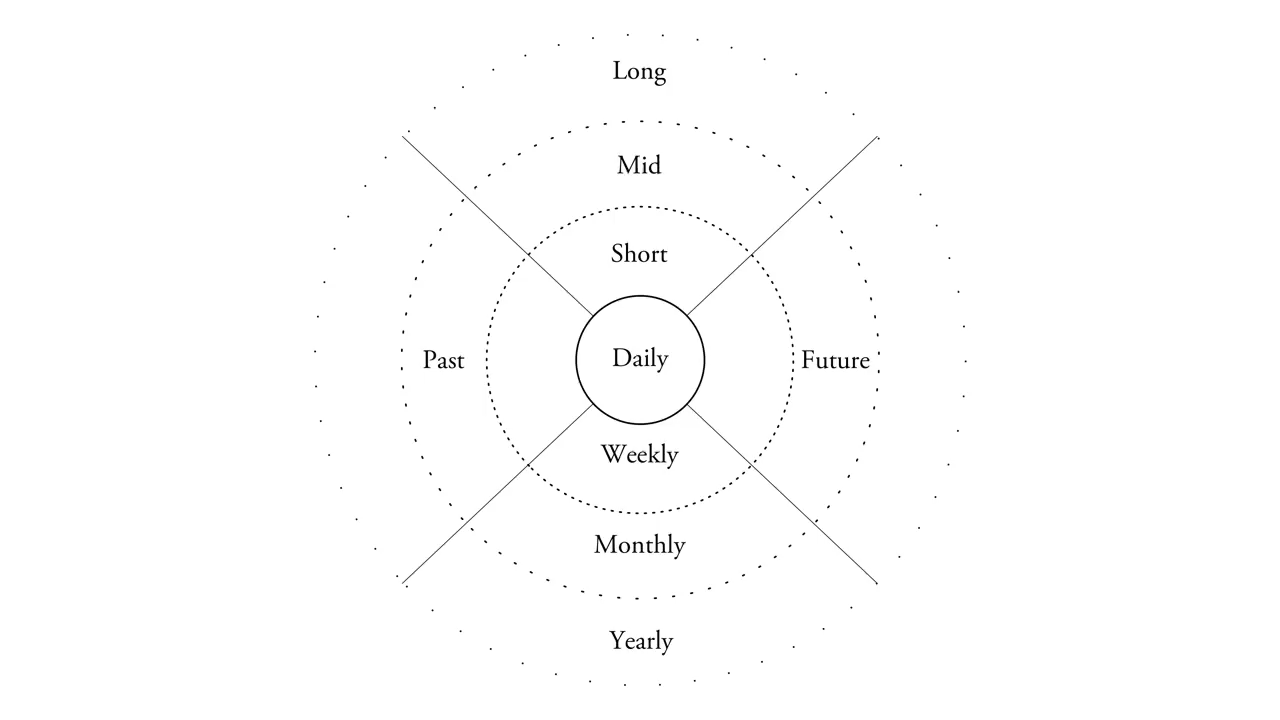 Long
Mid
Short
Daily
Past
Future
Weekly
Monthly
Yearly